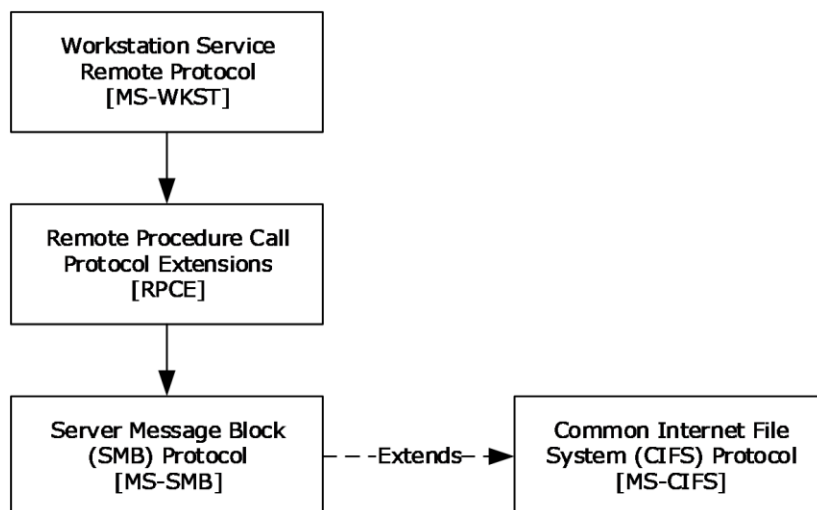 Workstation Service
Remote Protocol
[MS-WKST]
Remote Procedure Call
Protocol Extensions
[RPCE]
Server Message Block
(SMB) Protocol
[MS-SMB]
Extends
Common Internet File
System (CIFS) Protocol
[MS-CIFS]